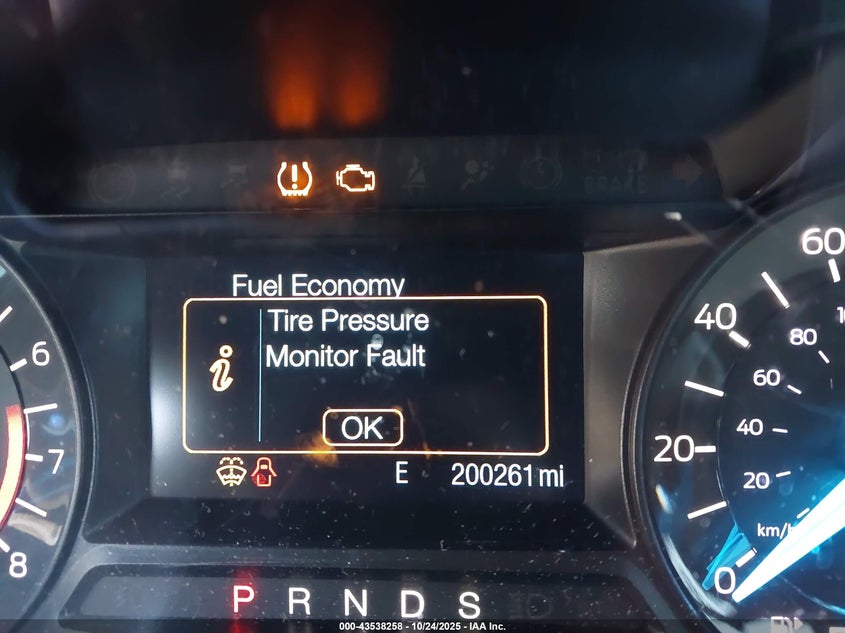 BRAKE
Fuel Economy
Tire Pressure
Monitor Fault
i
OK
E 200261 mi
6
7
8
60
40
20
0
80
60
40
20
km/h
P R N D S
000-43538258 - 10/24/2025 - IAA Inc.